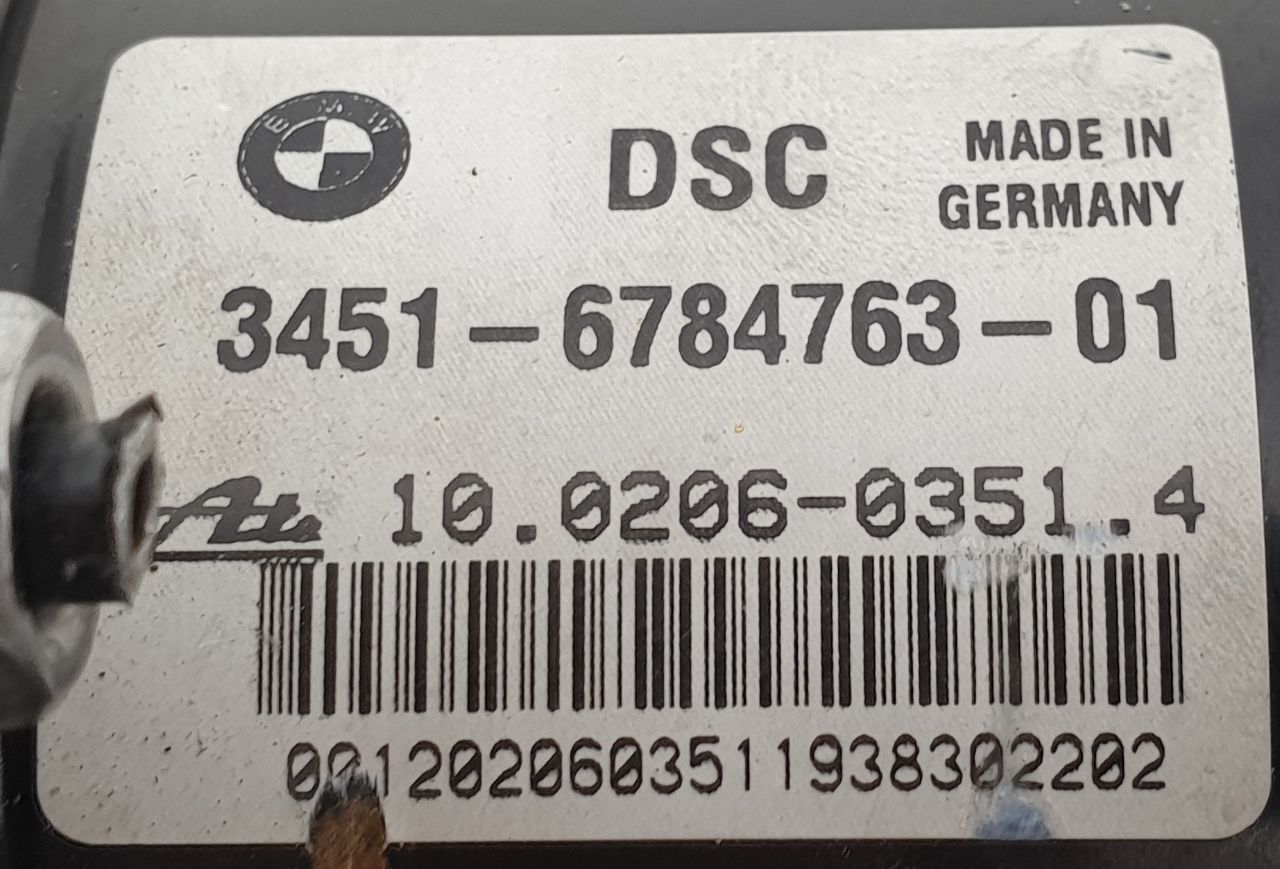 BMW
DSC
MADE IN
GERMANY
3451-6784763-01
Ate 10.0206-0351.4
0012020603511938302202